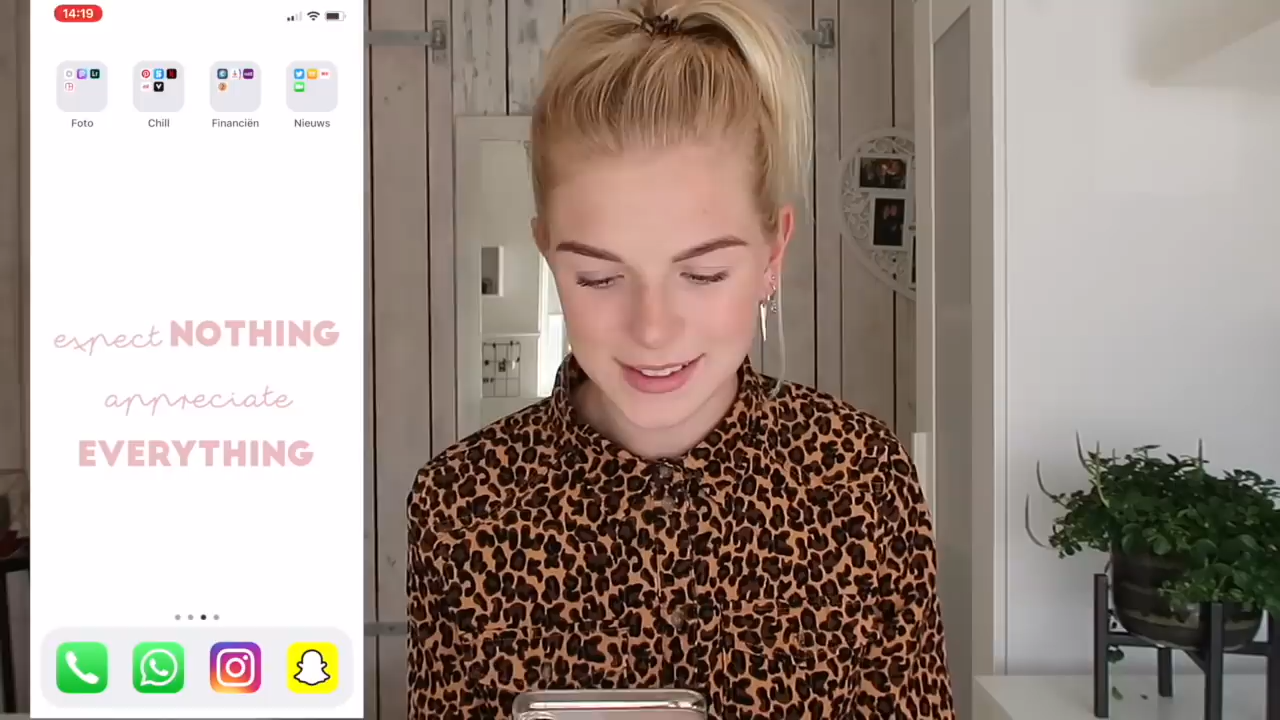 14:19
Foto
Chill
Financiën
Nieuws
expect NOTHING
appreciate
EVERYTHING